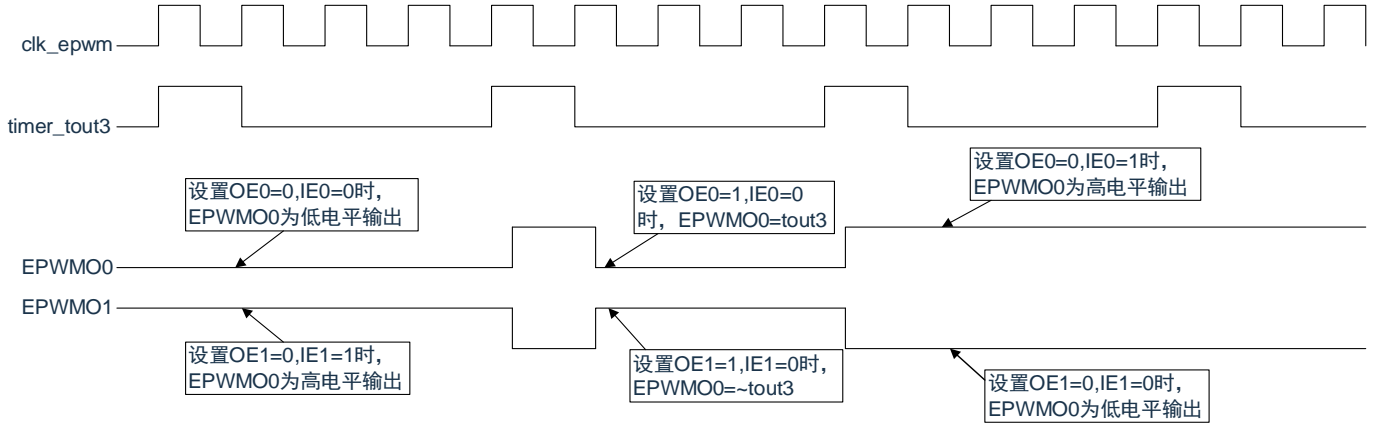 clk_epwm
timer_tout3
设置OE0=0,IE0=0时，
EPWMO0为低电平输出
设置OE0=1,IE0=0
时，EPWMO0=tout3
设置OE0=0,IE0=1时，
EPWMO0为高电平输出
EPWMO0
EPWMO1
设置OE1=0,IE1=1时，
EPWMO0为高电平输出
设置OE1=1,IE1=0时，
EPWMO0=~tout3
设置OE1=0,IE1=0时，
EPWMO0为低电平输出